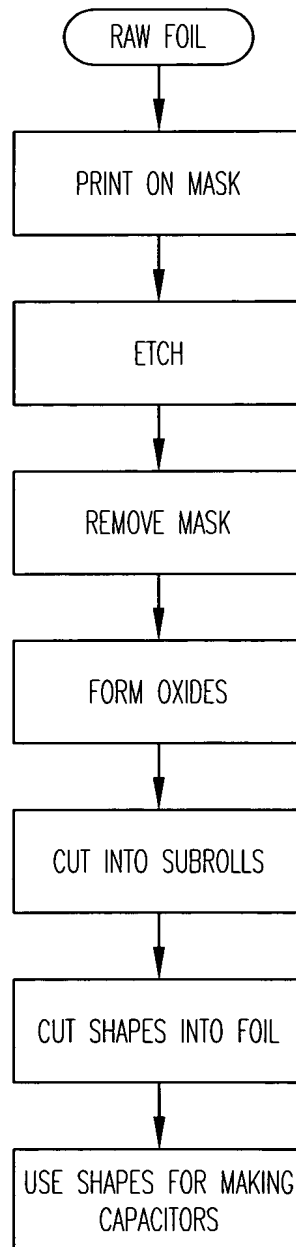 RAW FOIL
PRINT ON MASK
ETCH
REMOVE MASK
FORM OXIDES
CUT INTO SUBROLLS
CUT SHAPES INTO FOIL
USE SHAPES FOR MAKING
CAPACITORS